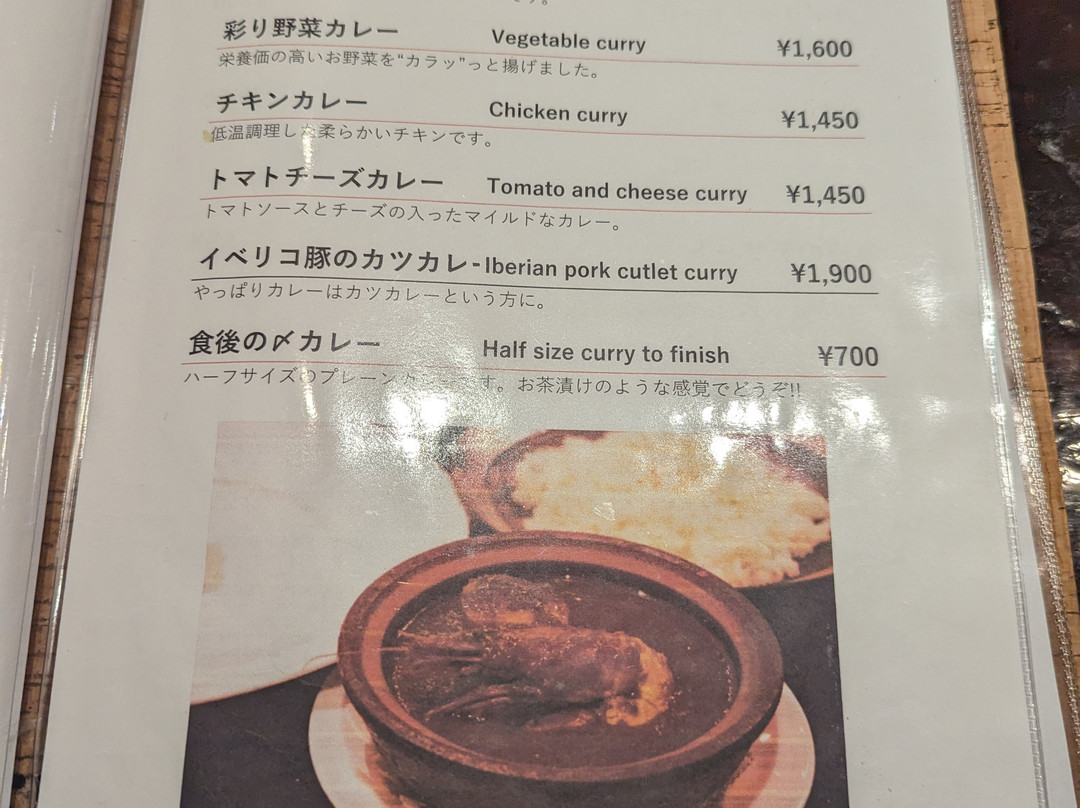 す。
彩り野菜カレー Vegetable curry ¥1,600
栄養価の高いお野菜を“カラッ”っと揚げました。
チキンカレー Chicken curry ¥1,450
低温調理した柔らかいチキンです。
トマトチーズカレー Tomato and cheese curry ¥1,450
トマトソースとチーズの入ったマイルドなカレー。
イベリコ豚のカツカレー Iberian pork cutlet curry ¥1,900
やっぱりカレーはカツカレーという方に。
食後の〆カレー Half size curry to finish ¥700
ハーフサイズのプレーン す。お茶漬けのような感覚でどうぞ!!